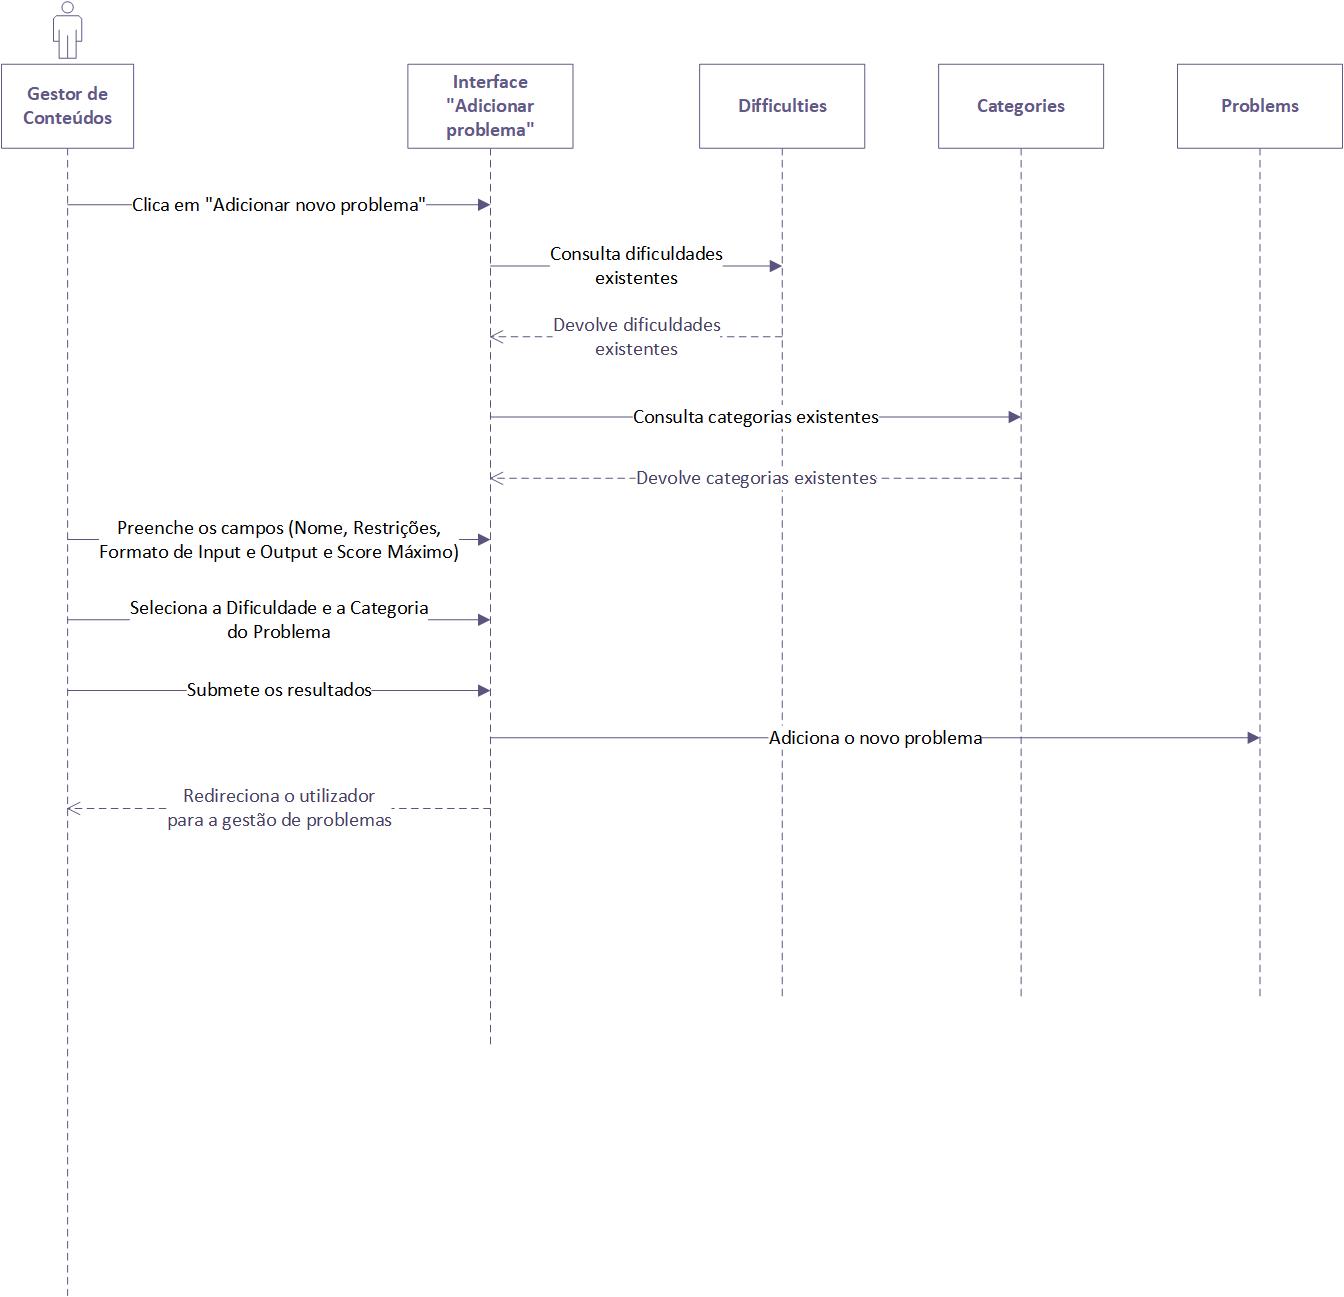 Gestor de
Conteúdos
Interface
"Adicionar
problema"
Difficulties
Categories
Problems
Clica em "Adicionar novo problema"
Consulta dificuldades
existentes
Devolve dificuldades
existentes
Consulta categorias existentes
Devolve categorias existentes
Preenche os campos (Nome, Restrições,
Formato de Input e Output e Score Máximo)
Seleciona a Dificuldade e a Categoria
do Problema
Submete os resultados
Adiciona o novo problema
Redireciona o utilizador
para a gestão de problemas